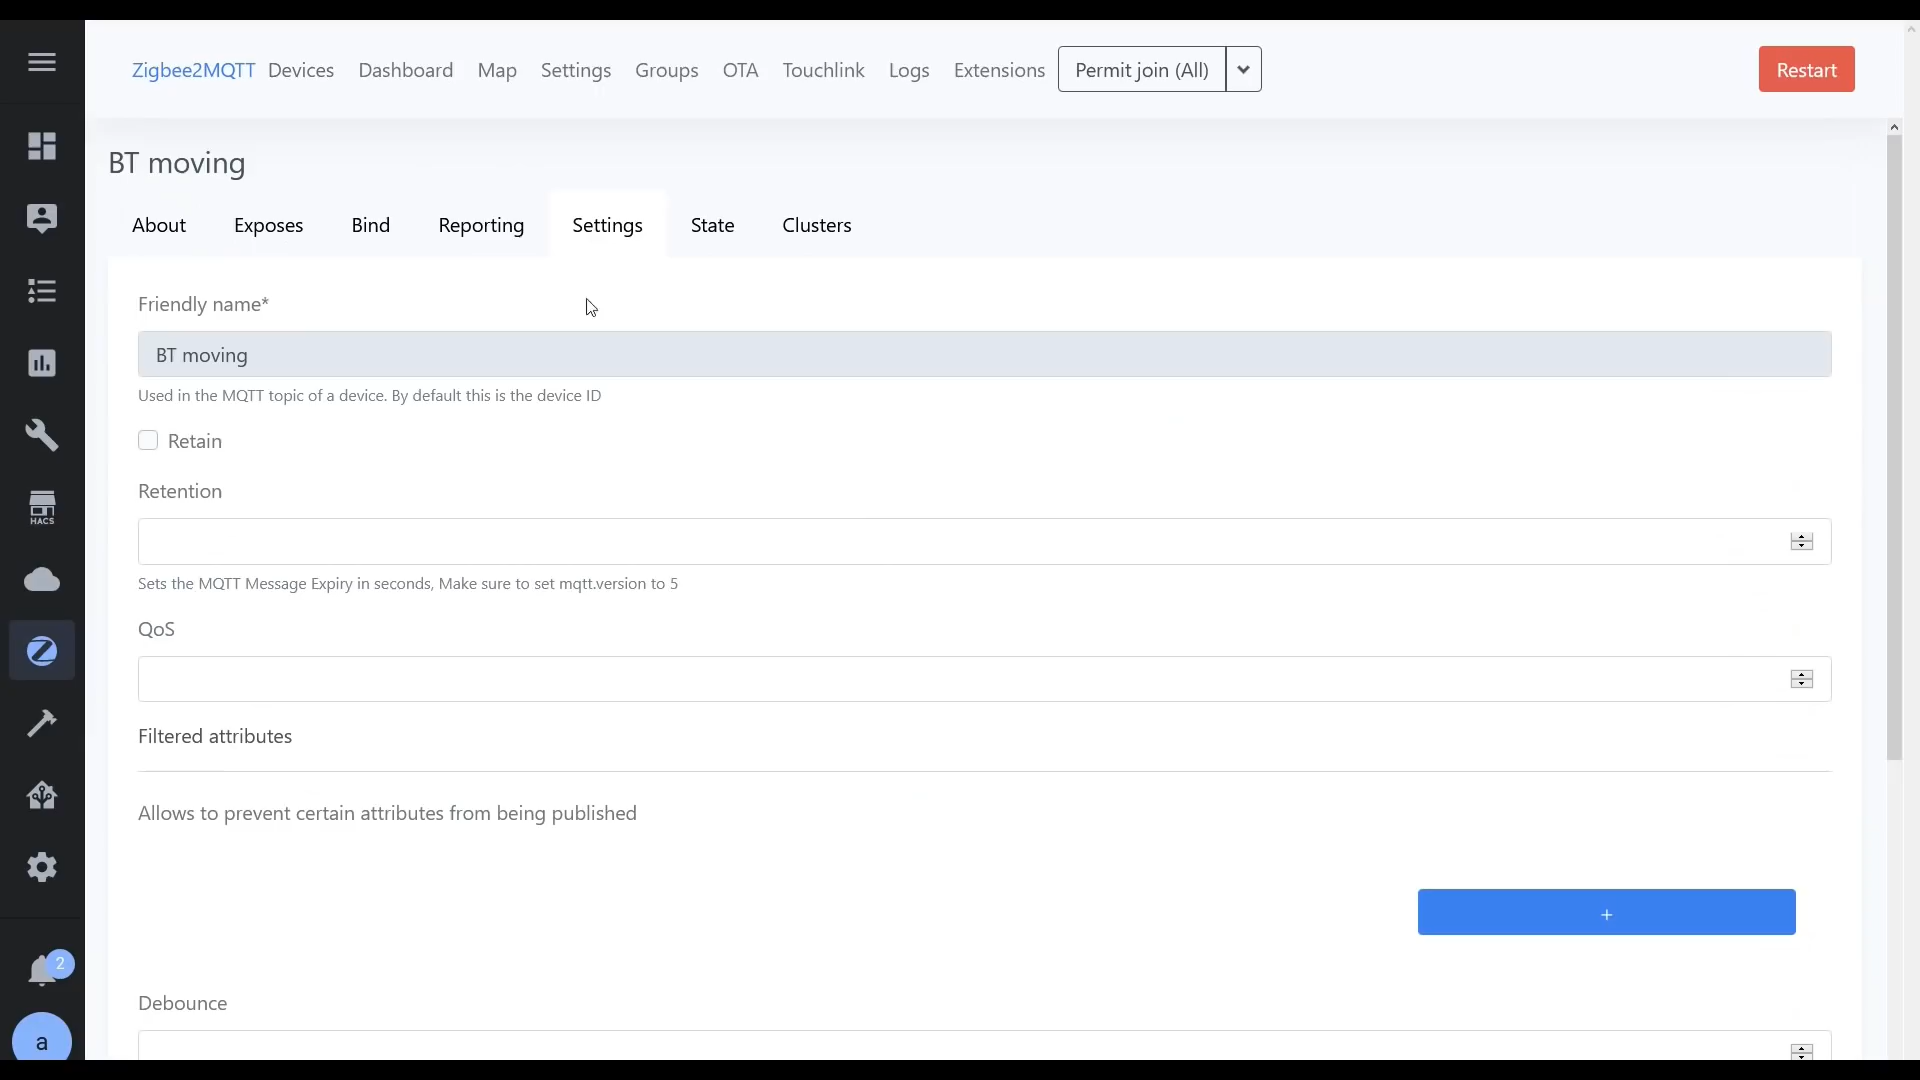 Zigbee2MQTT Devices Dashboard Map Settings Groups OTA Touchlink Logs Extensions Permit join (All) Restart
BT moving
About Exposes Bind Reporting Settings State Clusters
Friendly name*
BT moving
Used in the MQTT topic of a device. By default this is the device ID
Retain
Retention
Sets the MQTT Message Expiry in seconds, Make sure to set mqtt.version to 5
QoS
Filtered attributes
Allows to prevent certain attributes from being published
+
Debounce
HACS
2
a